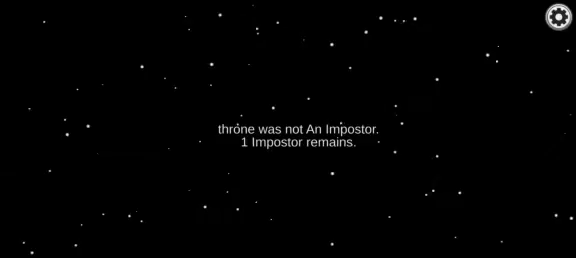 throne was not An Impostor.
1 Impostor remains.